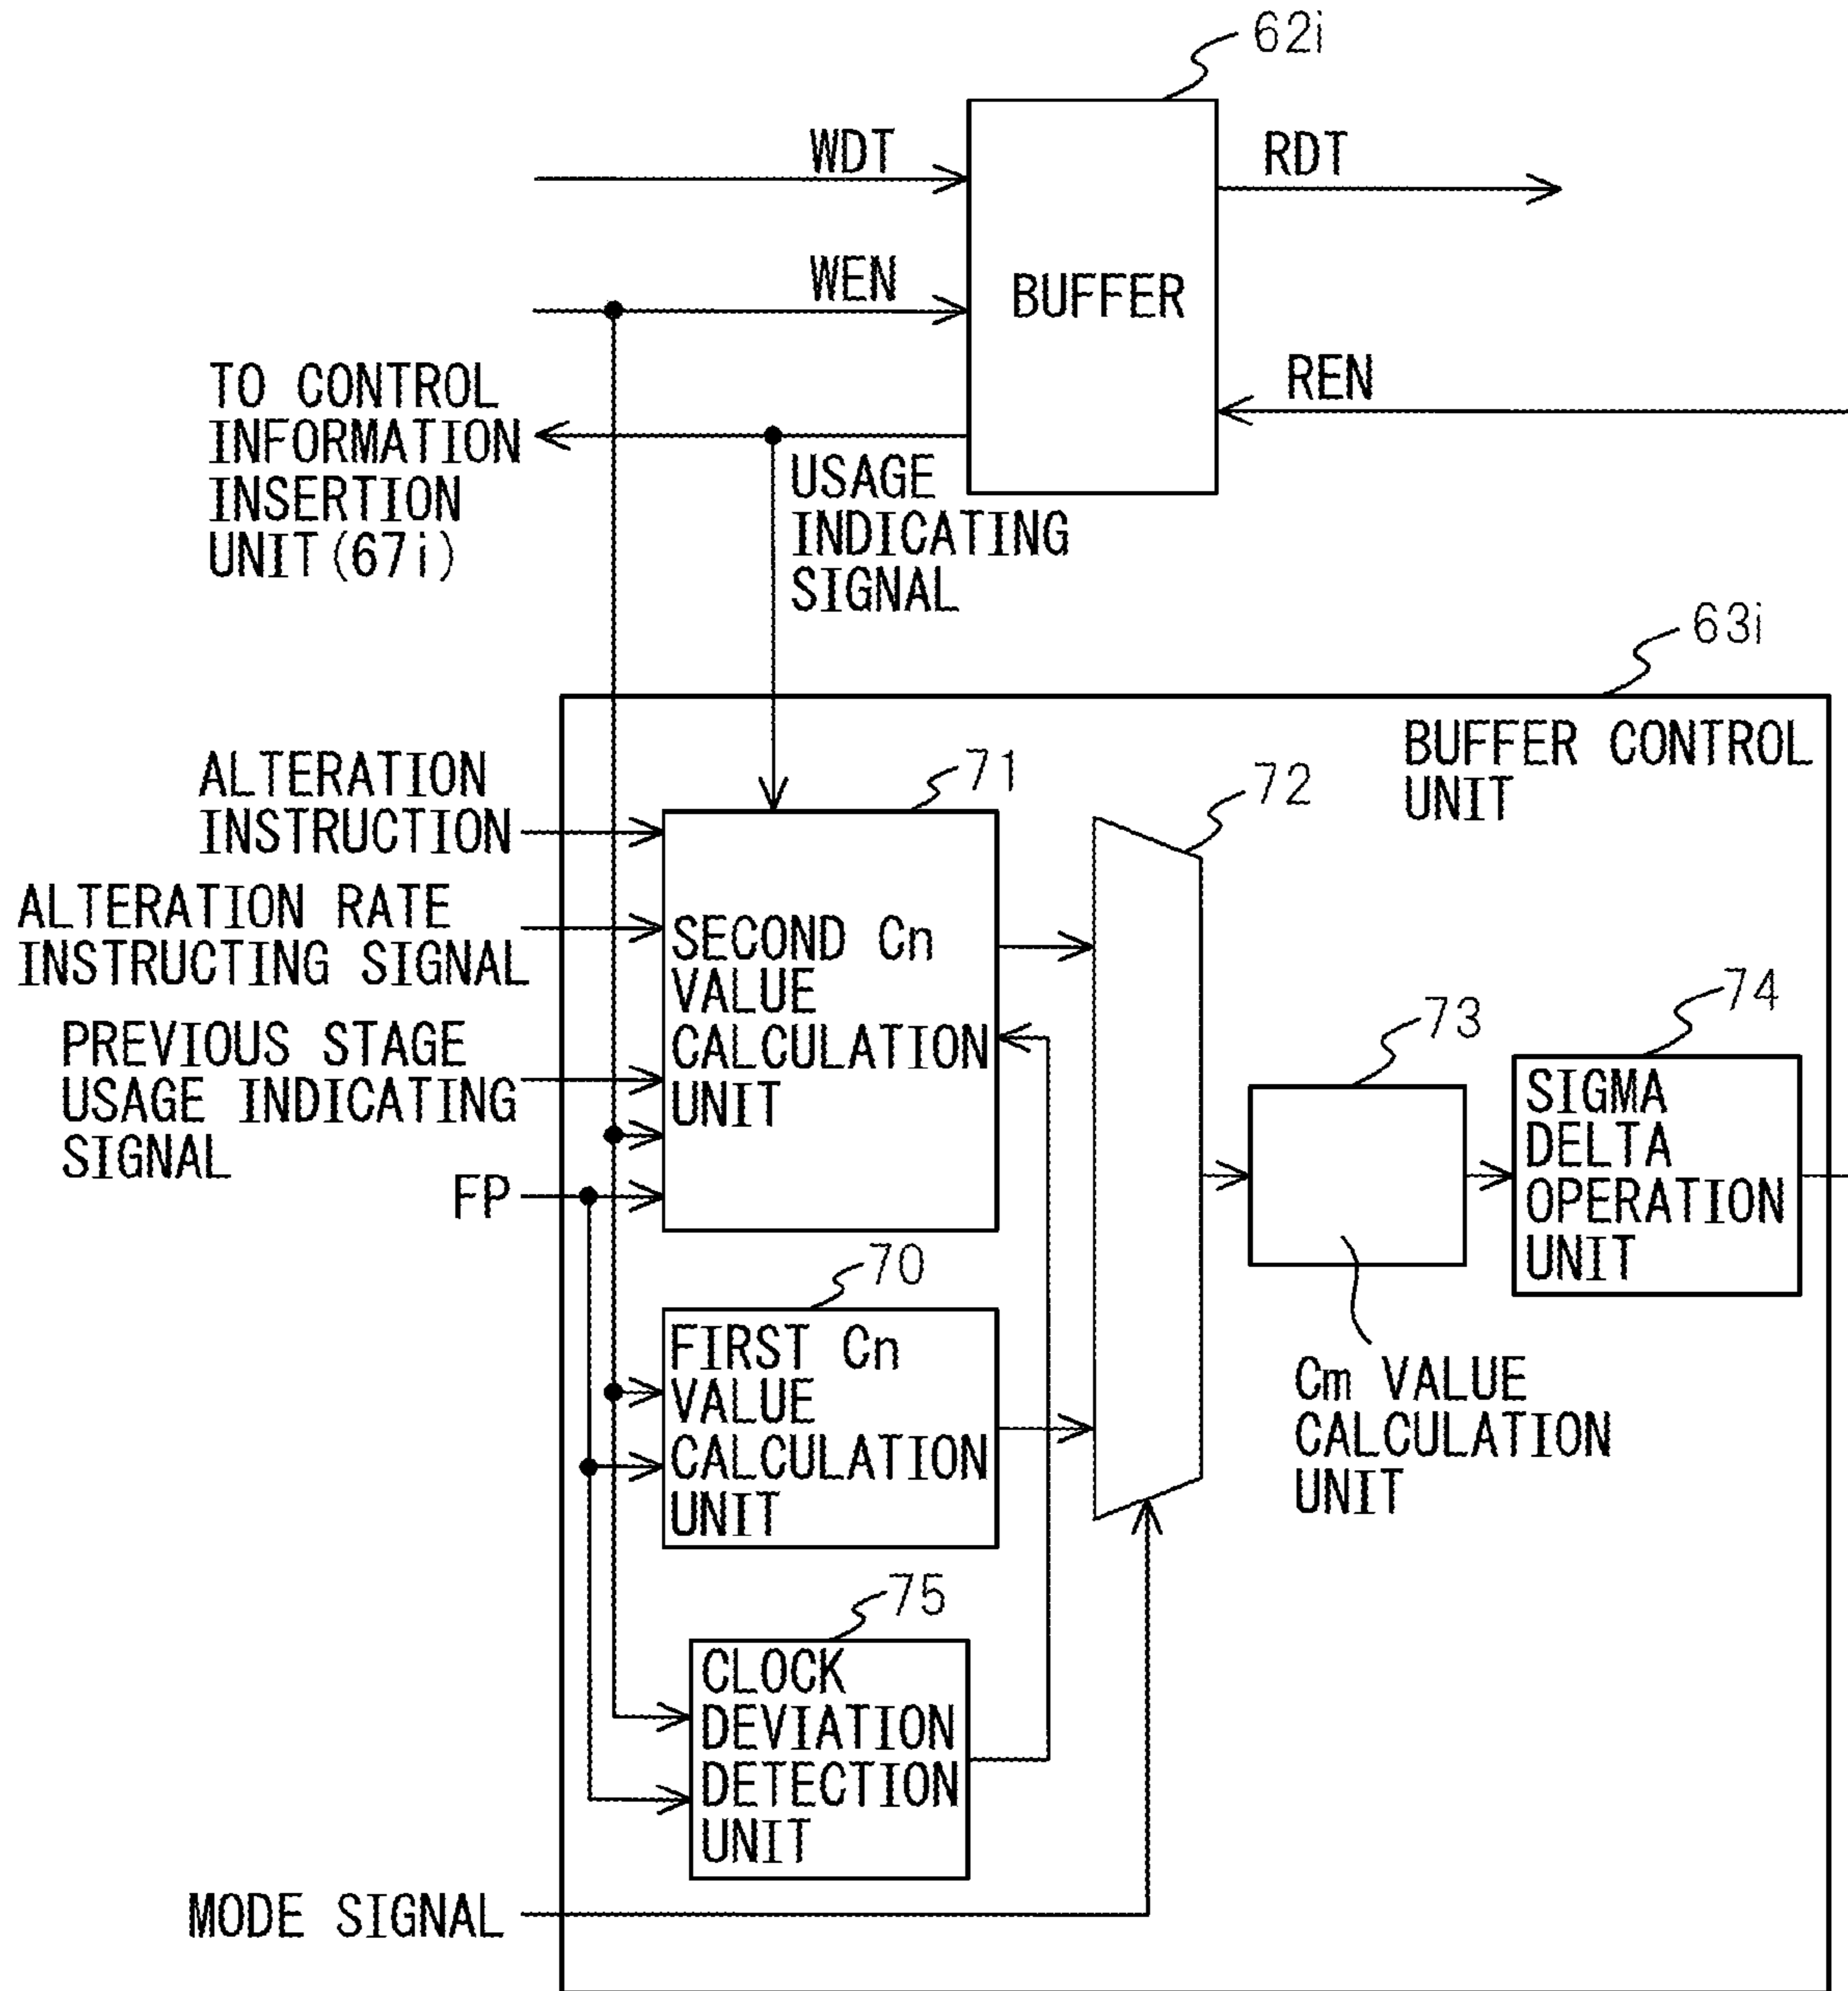 62i
WDT
RDT
WEN
BUFFER
REN
TO CONTROL
INFORMATION
INSERTION
UNIT(67i)
USAGE
INDICATING
SIGNAL
63i
BUFFER CONTROL
UNIT
ALTERATION
INSTRUCTION
71
72
ALTERATION RATE
INSTRUCTING SIGNAL
SECOND Cn
VALUE
CALCULATION
UNIT
PREVIOUS STAGE
USAGE INDICATING
SIGNAL
FP
73
74
SIGMA
DELTA
OPERATION
UNIT
70
FIRST Cn
VALUE
CALCULATION
UNIT
Cm VALUE
CALCULATION
UNIT
75
CLOCK
DEVIATION
DETECTION
UNIT
MODE SIGNAL